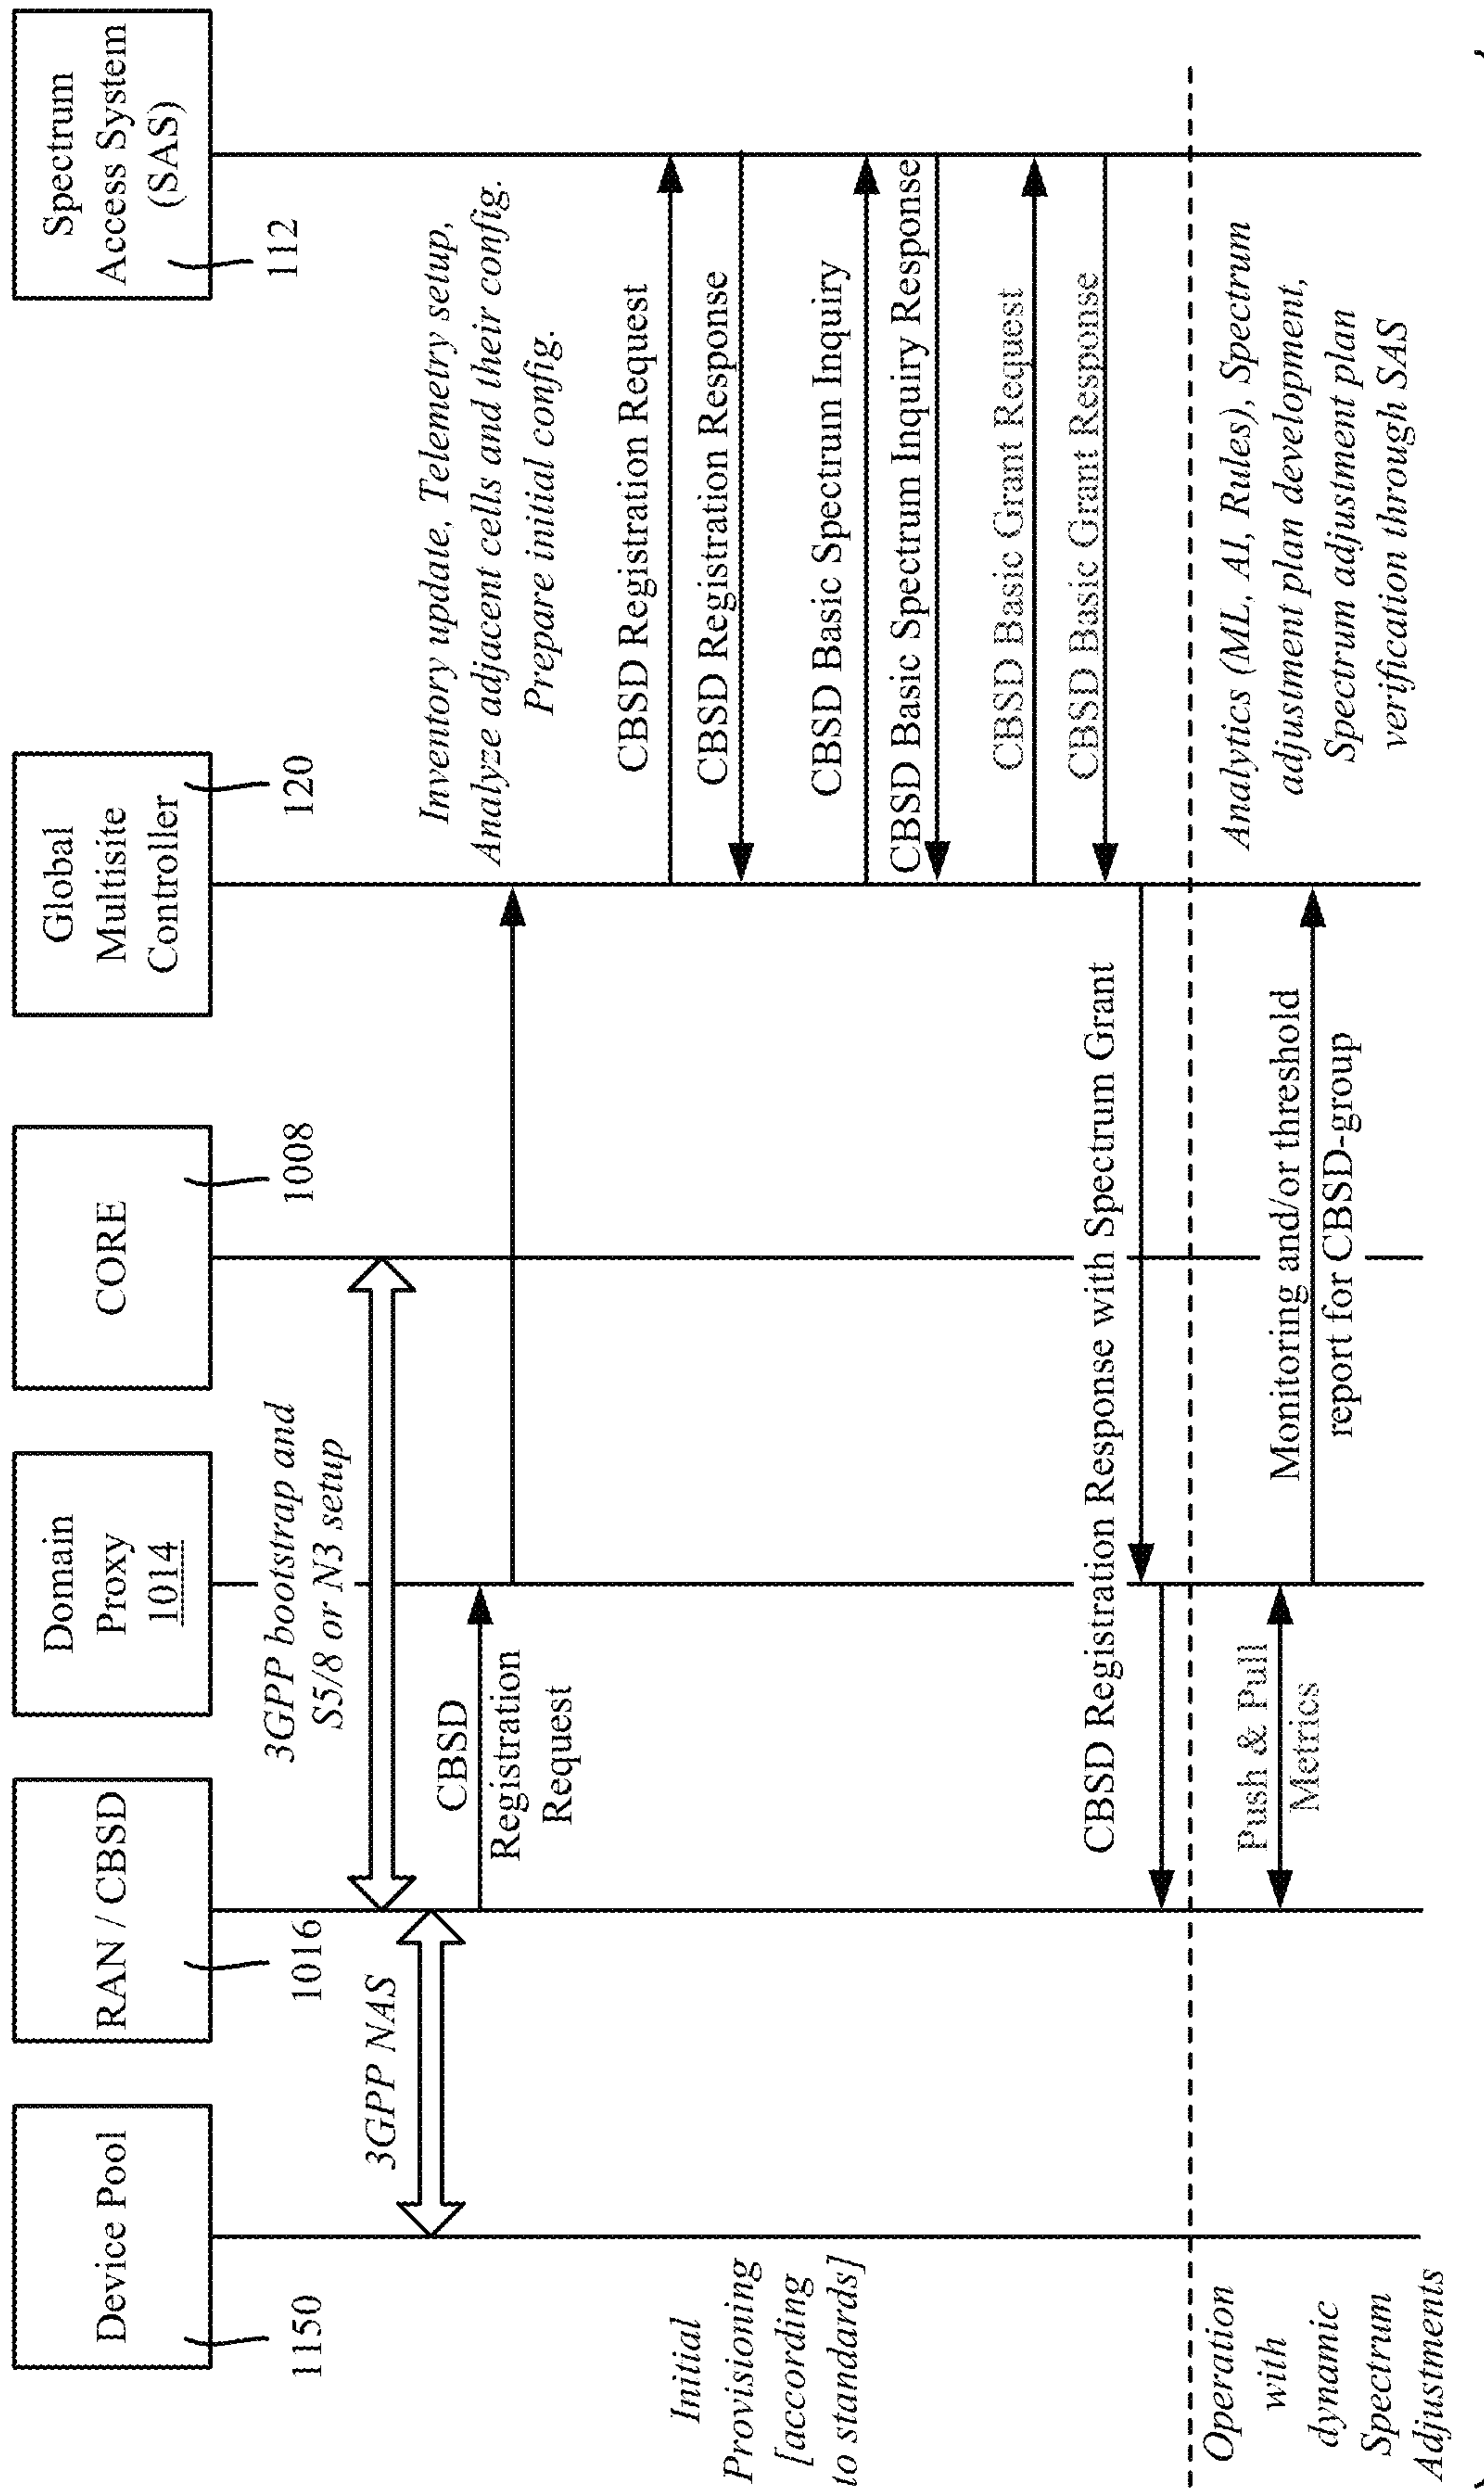 Device Pool
1150
RAN / CBSD
1016
Domain
Proxy
1014
CORE
1008
Global
Multisite
Controller
120
Spectrum
Access System
(SAS)
112
3GPP bootstrap and
S5/8 or N3 setup
3GPP NAS
CBSD
Registration
Request
Inventory update, Telemetry setup,
Analyze adjacent cells and their config.
Prepare initial config.
CBSD Registration Request
CBSD Registration Response
CBSD Basic Spectrum Inquiry
CBSD Basic Spectrum Inquiry Response
CBSD Basic Grant Request
CBSD Basic Grant Response
CBSD Registration Response with Spectrum Grant
Initial
Provisioning
[according
to standards]
Operation
with
dynamic
Spectrum
Adjustments
Push & Pull
Metrics
Monitoring and/or threshold
report for CBSD-group
Analytics (ML, AI, Rules), Spectrum
adjustment plan development,
Spectrum adjustment plan
verification through SAS